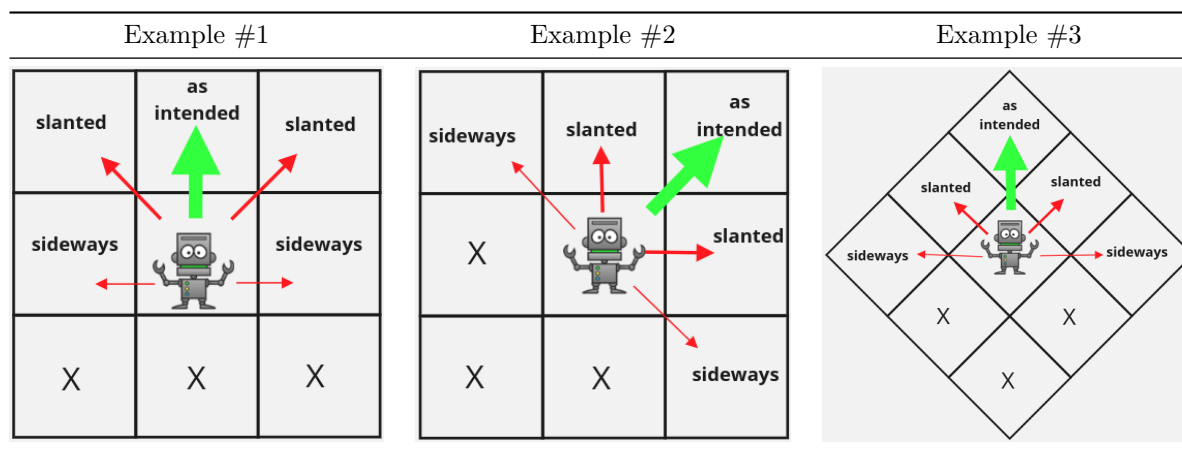 Example #1
Example #2
Example #3
as
intended
slanted
slanted
sideways
sideways
X
X
X
as
intended
slanted
sideways
slanted
X
X
X
sideways
as
intended
slanted
slanted
sideways
sideways
X
X
X